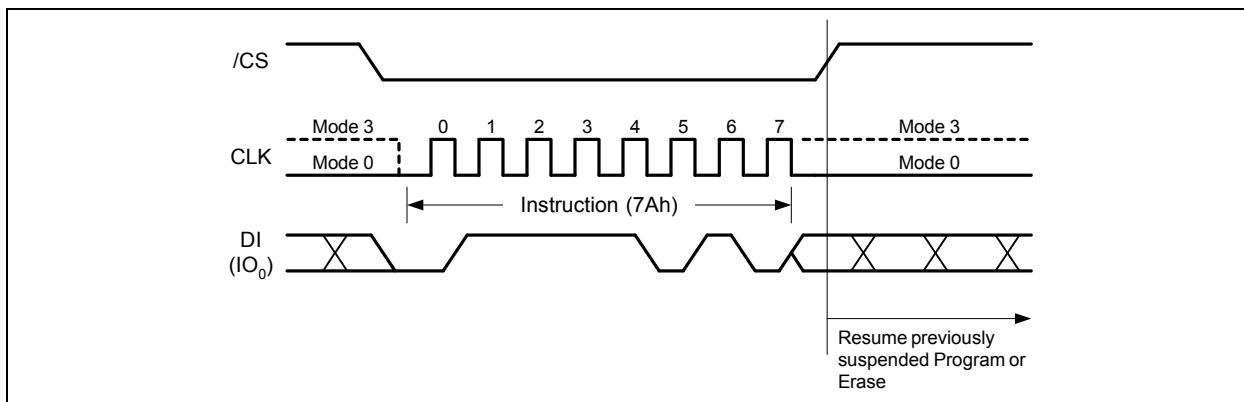 /CS
Mode 3
0 1 2 3 4 5 6 7
Mode 3
CLK
Mode 0
Mode 0
Instruction (7Ah)
DI
(IO₀)
Resume previously
suspended Program or
Erase